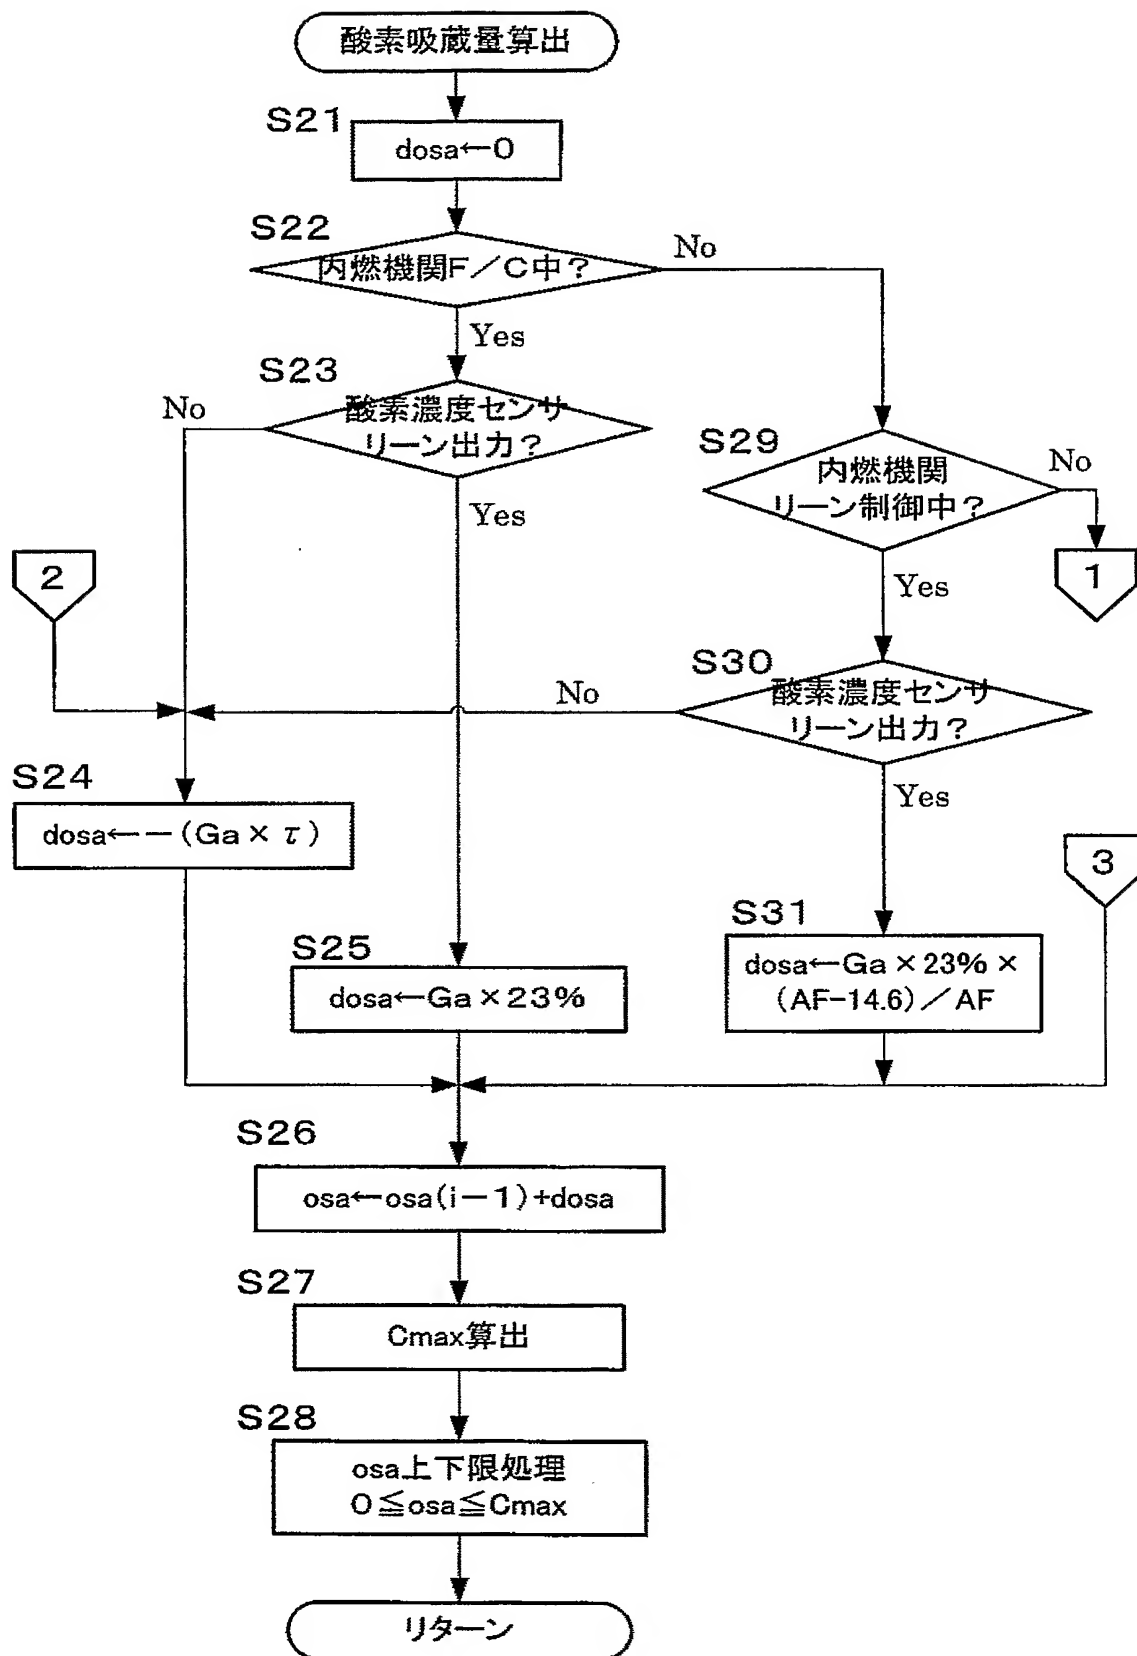 酸素吸蔵量算出
S21
dosa←0
S22
内燃機関F／C中？
No
Yes
S23
No
酸素濃度センサ
リーン出力？
Yes
S29
内燃機関
リーン制御中？
No
1
Yes
2
S30
酸素濃度センサ
リーン出力？
No
Yes
S24
dosa←−(Ga×τ)
3
S25
dosa←Ga×23%
S31
dosa←Ga×23%×
(AF-14.6)／AF
S26
osa←osa(i−1)+dosa
S27
Cmax算出
S28
osa上下限処理
0≦osa≦Cmax
リターン